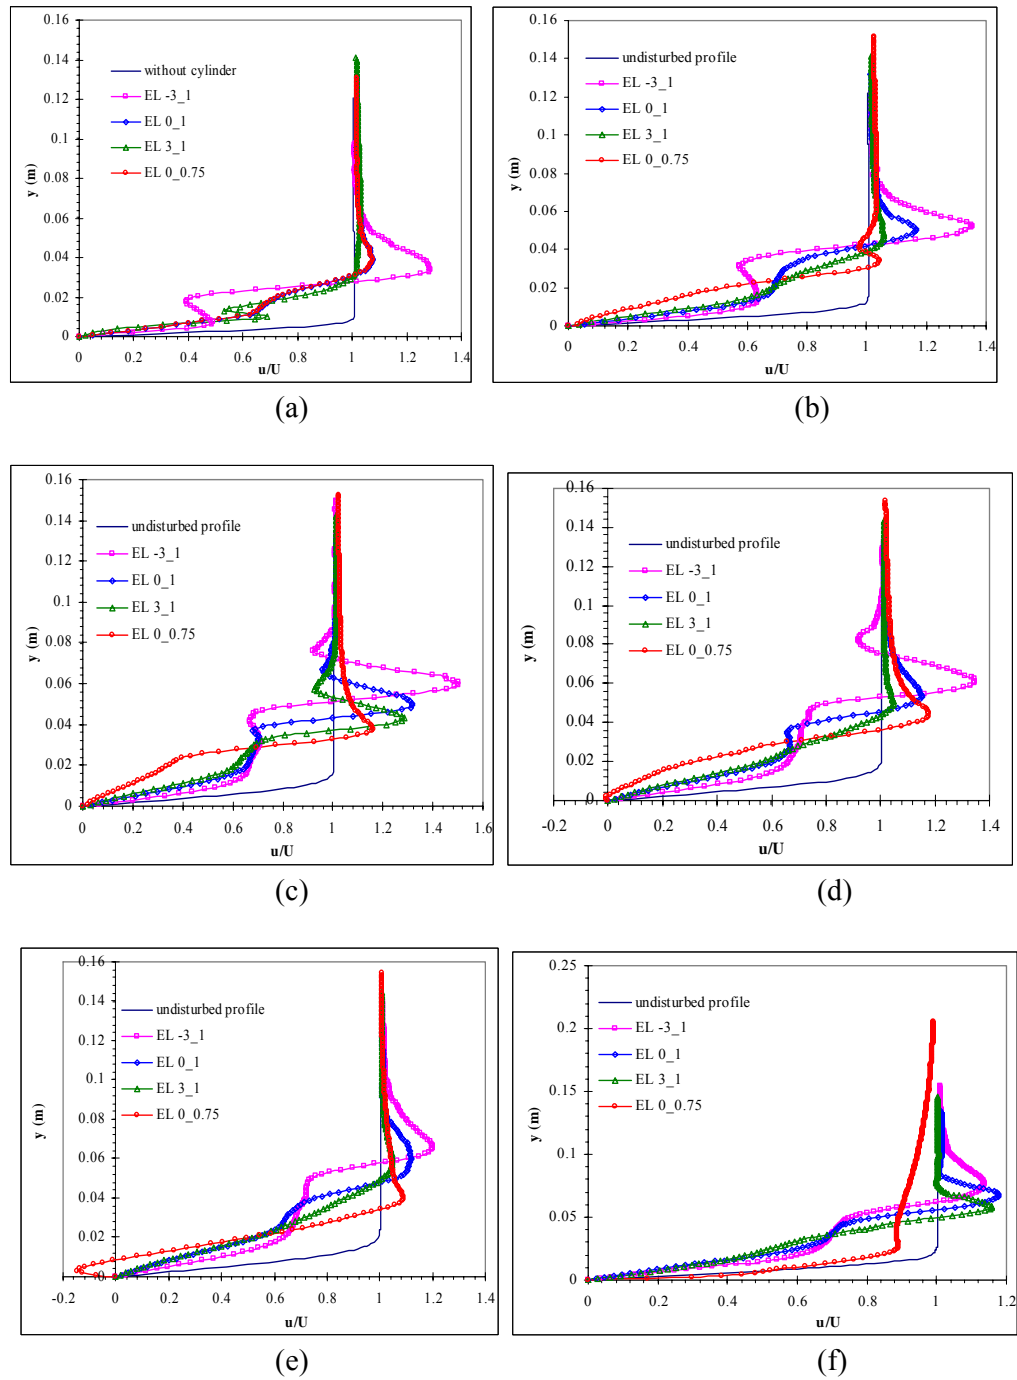 0.16
0.14
0.12
0.1
0.08
0.06
0.04
0.02
0
y (m)
without cylinder
EL -3_1
EL 0_1
EL 3_1
EL 0_0.75
0 0.2 0.4 0.6 0.8 1 1.2 1.4
u/U
(a)
0.16
0.14
0.12
0.1
0.08
0.06
0.04
0.02
0
y (m)
undisturbed profile
EL -3_1
EL 0_1
EL 3_1
EL 0_0.75
0 0.2 0.4 0.6 0.8 1 1.2 1.4
u/U
(b)
0.16
0.14
0.12
0.1
0.08
0.06
0.04
0.02
0
y (m)
undisturbed profile
EL -3_1
EL 0_1
EL 3_1
EL 0_0.75
0 0.2 0.4 0.6 0.8 1 1.2 1.4 1.6
u/U
(c)
0.16
0.14
0.12
0.1
0.08
0.06
0.04
0.02
0
y (m)
undisturbed profile
EL -3_1
EL 0_1
EL 3_1
EL 0_0.75
-0.2 0 0.2 0.4 0.6 0.8 1 1.2 1.4
u/U
(d)
0.16
0.14
0.12
0.1
0.08
0.06
0.04
0.02
0
y (m)
undisturbed profile
EL -3_1
EL 0_1
EL 3_1
EL 0_0.75
-0.2 0 0.2 0.4 0.6 0.8 1 1.2 1.4
u/U
(e)
0.25
0.2
0.15
0.1
0.05
0
y (m)
undisturbed profile
EL -3_1
EL 0_1
EL 3_1
EL 0_0.75
0 0.2 0.4 0.6 0.8 1 1.2
u/U
(f)